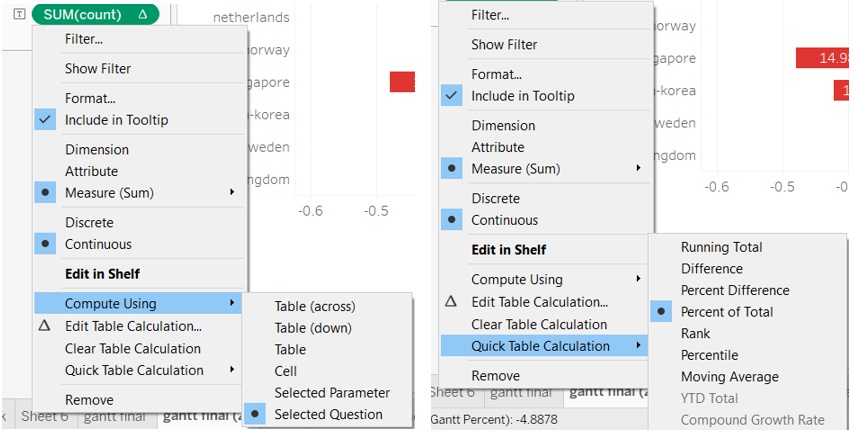 SUM(count) Δ
netherlands
orway
gapore
-korea
weden
ngdom
-0.6
-0.5
Filter...
Show Filter
Format...
Include in Tooltip
Dimension
Attribute
Measure (Sum)
Discrete
Continuous
Edit in Shelf
Compute Using
Δ Edit Table Calculation...
Clear Table Calculation
Quick Table Calculation
Remove
Table (across)
Table (down)
Table
Cell
Selected Parameter
Selected Question
k
Sheet 6
gantt final
gantt final (2
Filter...
Show Filter
Format...
Include in Tooltip
Dimension
Attribute
Measure (Sum)
Discrete
Continuous
Edit in Shelf
Compute Using
Δ Edit Table Calculation...
Clear Table Calculation
Quick Table Calculation
Remove
orway
gapore
-korea
weden
ngdom
14.9
1
-0.6
-0.5
-0
Running Total
Difference
Percent Difference
Percent of Total
Rank
Percentile
Moving Average
YTD Total
Compound Growth Rate
Sheet 6
gantt final
gantt final (2
Gantt Percent): -4.8878